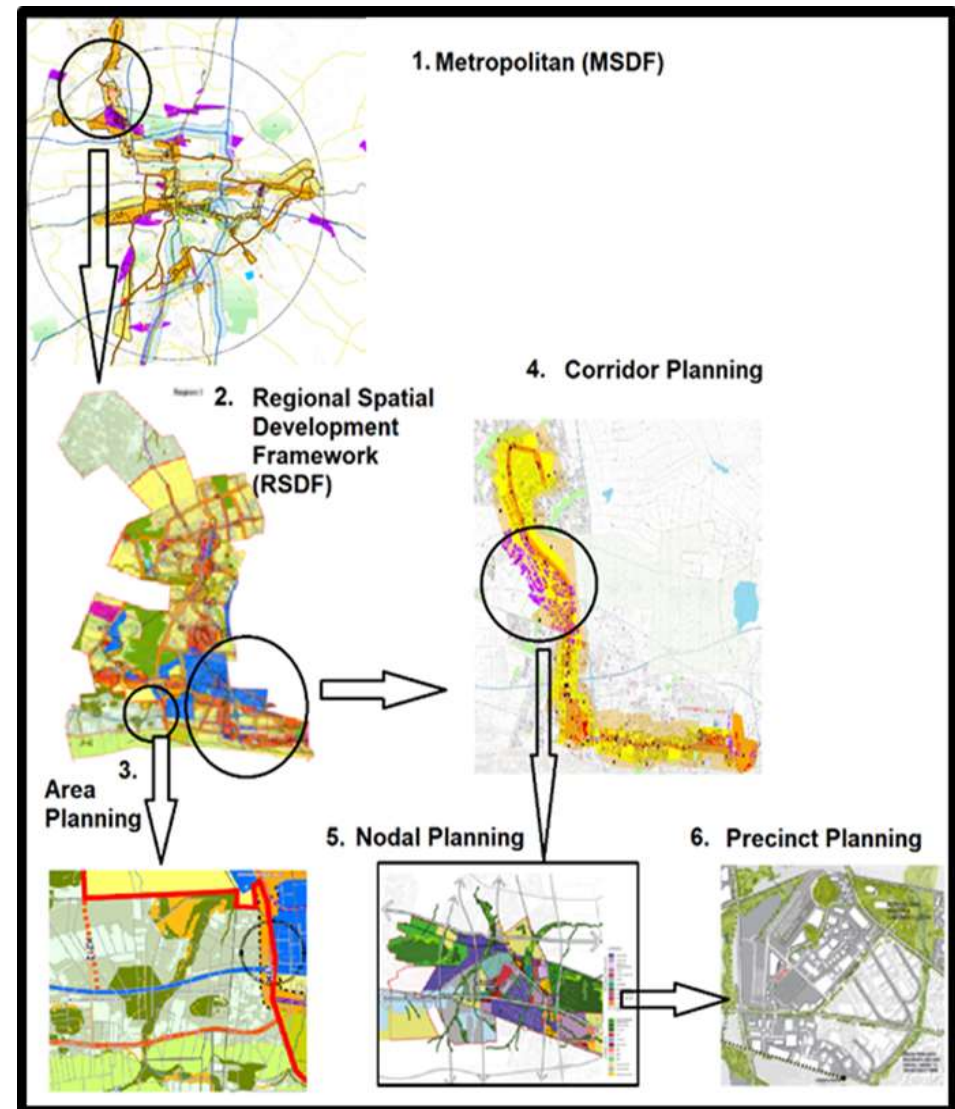 1. Metropolitan (MSDF)
2. Regional Spatial
Development
Framework
(RSDF)
4. Corridor Planning
3.
Area
Planning
5. Nodal Planning
6. Precinct Planning